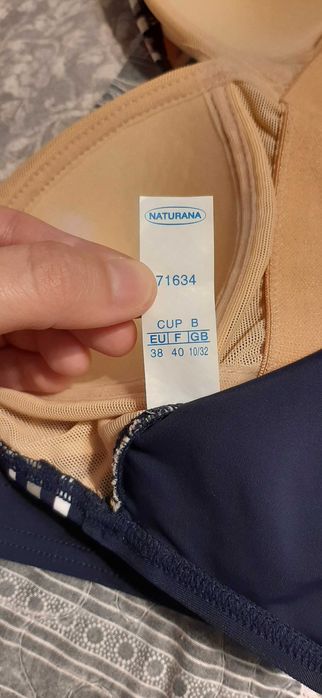 NATURANA
71634
CUP B
EU F GB
38 40 10/32